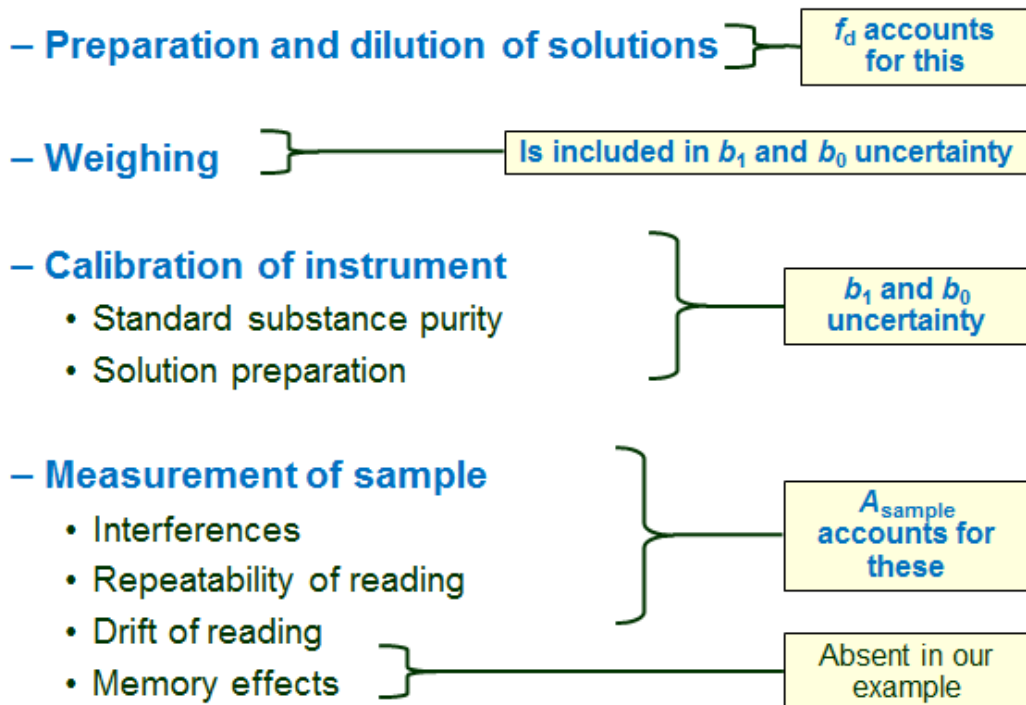 – Preparation and dilution of solutions
f_d accounts
for this
– Weighing
Is included in b₁ and b₀ uncertainty
– Calibration of instrument
• Standard substance purity
• Solution preparation
b₁ and b₀
uncertainty
– Measurement of sample
• Interferences
• Repeatability of reading
• Drift of reading
• Memory effects
A_sample
accounts for
these
Absent in our
example